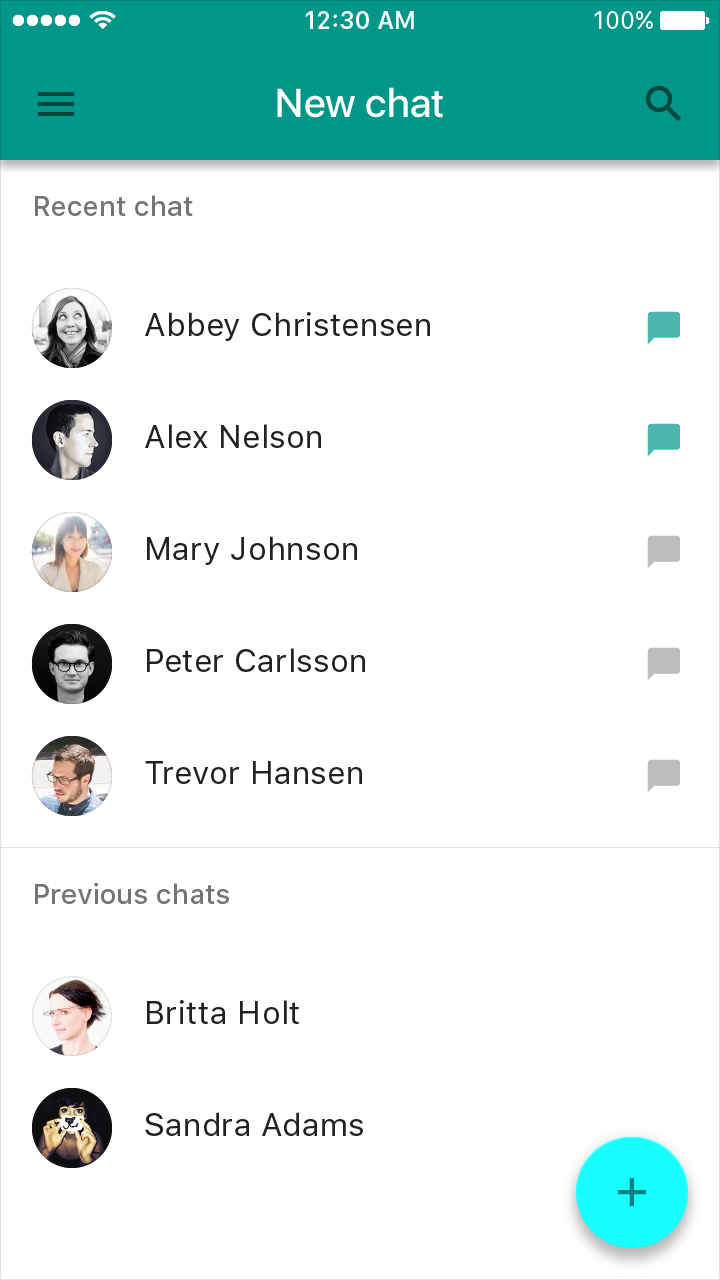 12:30 AM 100%
New chat
Recent chat
Abbey Christensen
Alex Nelson
Mary Johnson
Peter Carlsson
Trevor Hansen
Previous chats
Britta Holt
Sandra Adams